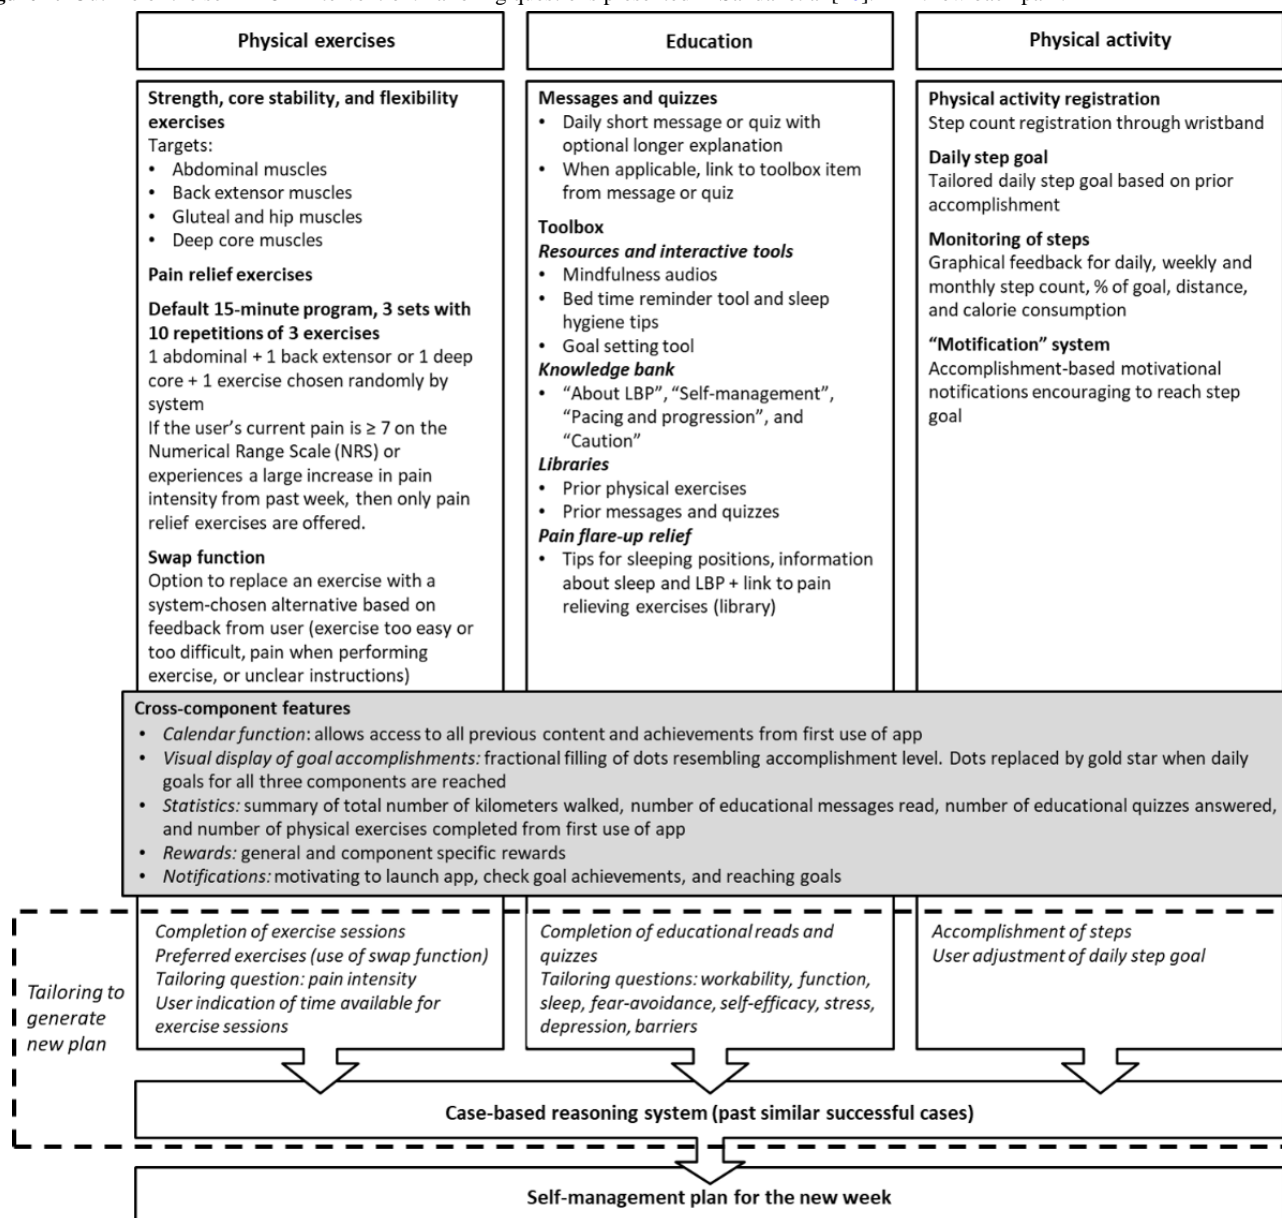 Physical exercises
Education
Physical activity
Strength, core stability, and flexibility
exercises
Targets:
• Abdominal muscles
• Back extensor muscles
• Gluteal and hip muscles
• Deep core muscles
Pain relief exercises
Default 15-minute program, 3 sets with
10 repetitions of 3 exercises
1 abdominal + 1 back extensor or 1 deep
core + 1 exercise chosen randomly by
system
If the user's current pain is ≥ 7 on the
Numerical Range Scale (NRS) or
experiences a large increase in pain
intensity from past week, then only pain
relief exercises are offered.
Swap function
Option to replace an exercise with a
system-chosen alternative based on
feedback from user (exercise too easy or
too difficult, pain when performing
exercise, or unclear instructions)
Messages and quizzes
• Daily short message or quiz with
optional longer explanation
• When applicable, link to toolbox item
from message or quiz
Toolbox
Resources and interactive tools
• Mindfulness audios
• Bed time reminder tool and sleep
hygiene tips
• Goal setting tool
Knowledge bank
• “About LBP”, “Self-management”,
“Pacing and progression”, and
“Caution”
Libraries
• Prior physical exercises
• Prior messages and quizzes
Pain flare-up relief
• Tips for sleeping positions, information
about sleep and LBP + link to pain
relieving exercises (library)
Physical activity registration
Step count registration through wristband
Daily step goal
Tailored daily step goal based on prior
accomplishment
Monitoring of steps
Graphical feedback for daily, weekly and
monthly step count, % of goal, distance,
and calorie consumption
“Motification” system
Accomplishment-based motivational
notifications encouraging to reach step
goal
Cross-component features
• Calendar function: allows access to all previous content and achievements from first use of app
• Visual display of goal accomplishments: fractional filling of dots resembling accomplishment level. Dots replaced by gold star when daily
goals for all three components are reached
• Statistics: summary of total number of kilometers walked, number of educational messages read, number of educational quizzes answered,
and number of physical exercises completed from first use of app
• Rewards: general and component specific rewards
• Notifications: motivating to launch app, check goal achievements, and reaching goals
Tailoring to
generate
new plan
Completion of exercise sessions
Preferred exercises (use of swap function)
Tailoring question: pain intensity
User indication of time available for
exercise sessions
Completion of educational reads and
quizzes
Tailoring questions: workability, function,
sleep, fear-avoidance, self-efficacy, stress,
depression, barriers
Accomplishment of steps
User adjustment of daily step goal
Case-based reasoning system (past similar successful cases)
Self-management plan for the new week